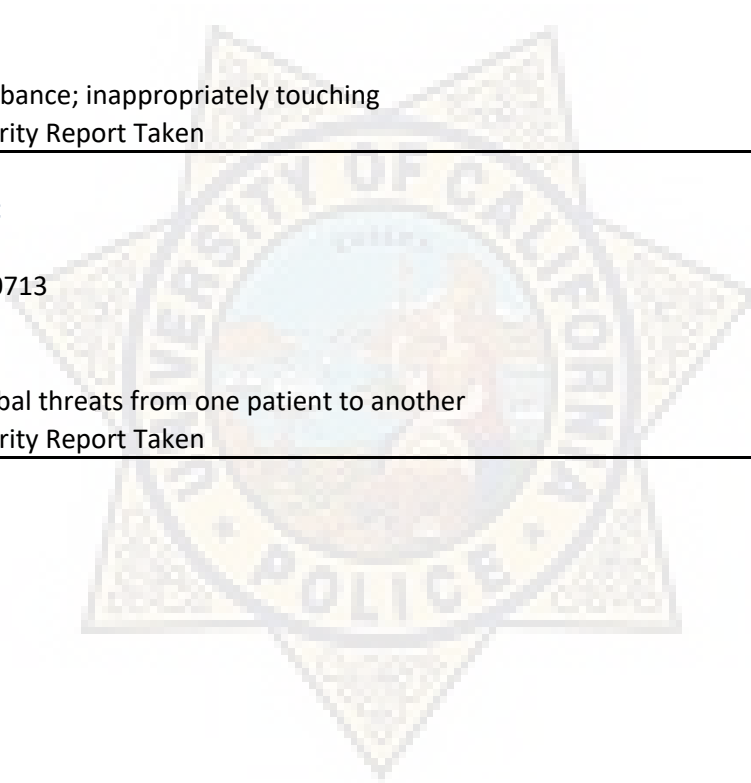 bance; inappropriately touching
rity Report Taken
0713
bal threats from one patient to another
rity Report Taken
UNIVERSITY OF CALIFORNIA
POLICE